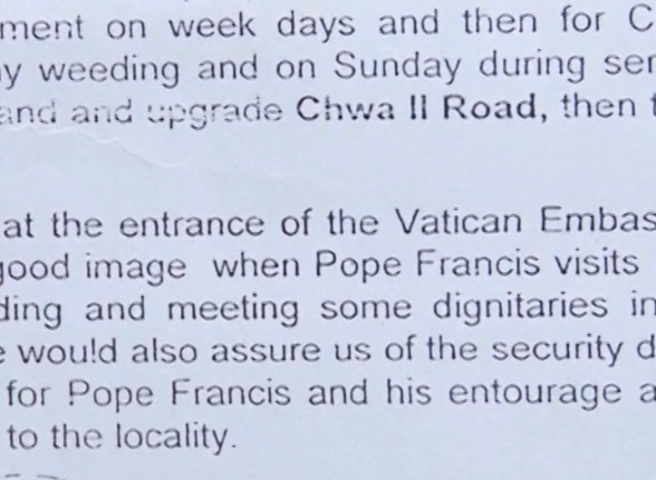 ment on week days and then for C
y weeding and on Sunday during ser
and and upgrade Chwa II Road, then t
at the entrance of the Vatican Embas
good image when Pope Francis visits
ding and meeting some dignitaries in
e would also assure us of the security d
for Pope Francis and his entourage a
to the locality.